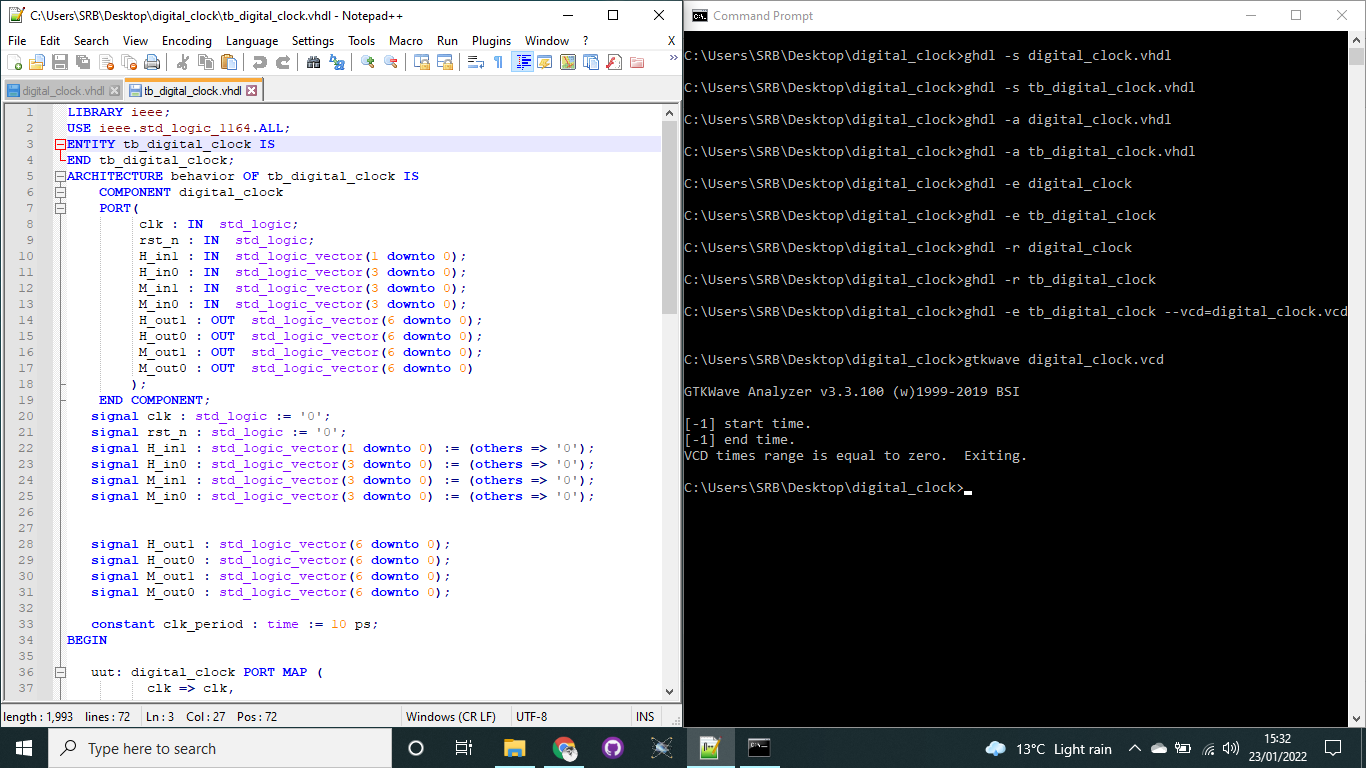 C:\Users\SRB\Desktop\digital_clock\tb_digital_clock.vhdl - Notepad++
File Edit Search View Encoding Language Settings Tools Macro Run Plugins Window ? X
digital_clock.vhdl tb_digital_clock.vhdl
1 LIBRARY ieee;
2 USE ieee.std_logic_1164.ALL;
3 ENTITY tb_digital_clock IS
4 END tb_digital_clock;
5 ARCHITECTURE behavior OF tb_digital_clock IS
6 COMPONENT digital_clock
7 PORT(
8 clk : IN std_logic;
9 rst_n : IN std_logic;
10 H_in1 : IN std_logic_vector(1 downto 0);
11 H_in0 : IN std_logic_vector(3 downto 0);
12 M_in1 : IN std_logic_vector(3 downto 0);
13 M_in0 : IN std_logic_vector(3 downto 0);
14 H_out1 : OUT std_logic_vector(6 downto 0);
15 H_out0 : OUT std_logic_vector(6 downto 0);
16 M_out1 : OUT std_logic_vector(6 downto 0);
17 M_out0 : OUT std_logic_vector(6 downto 0)
18 );
19 END COMPONENT;
20 signal clk : std_logic := '0';
21 signal rst_n : std_logic := '0';
22 signal H_in1 : std_logic_vector(1 downto 0) := (others => '0');
23 signal H_in0 : std_logic_vector(3 downto 0) := (others => '0');
24 signal M_in1 : std_logic_vector(3 downto 0) := (others => '0');
25 signal M_in0 : std_logic_vector(3 downto 0) := (others => '0');
26
27
28 signal H_out1 : std_logic_vector(6 downto 0);
29 signal H_out0 : std_logic_vector(6 downto 0);
30 signal M_out1 : std_logic_vector(6 downto 0);
31 signal M_out0 : std_logic_vector(6 downto 0);
32
33 constant clk_period : time := 10 ps;
34 BEGIN
35
36 uut: digital_clock PORT MAP (
37 clk => clk,
length : 1,993 lines : 72 Ln : 3 Col : 27 Pos : 72 Windows (CR LF) UTF-8 INS
Command Prompt
C:\Users\SRB\Desktop\digital_clock>ghdl -s digital_clock.vhdl
C:\Users\SRB\Desktop\digital_clock>ghdl -s tb_digital_clock.vhdl
C:\Users\SRB\Desktop\digital_clock>ghdl -a digital_clock.vhdl
C:\Users\SRB\Desktop\digital_clock>ghdl -a tb_digital_clock.vhdl
C:\Users\SRB\Desktop\digital_clock>ghdl -e digital_clock
C:\Users\SRB\Desktop\digital_clock>ghdl -e tb_digital_clock
C:\Users\SRB\Desktop\digital_clock>ghdl -r digital_clock
C:\Users\SRB\Desktop\digital_clock>ghdl -r tb_digital_clock
C:\Users\SRB\Desktop\digital_clock>ghdl -e tb_digital_clock --vcd=digital_clock.vcd
C:\Users\SRB\Desktop\digital_clock>gtkwave digital_clock.vcd
GTKWave Analyzer v3.3.100 (w)1999-2019 BSI
[-1] start time.
[-1] end time.
VCD times range is equal to zero.  Exiting.
C:\Users\SRB\Desktop\digital_clock>
Type here to search
13°C Light rain
15:32
23/01/2022